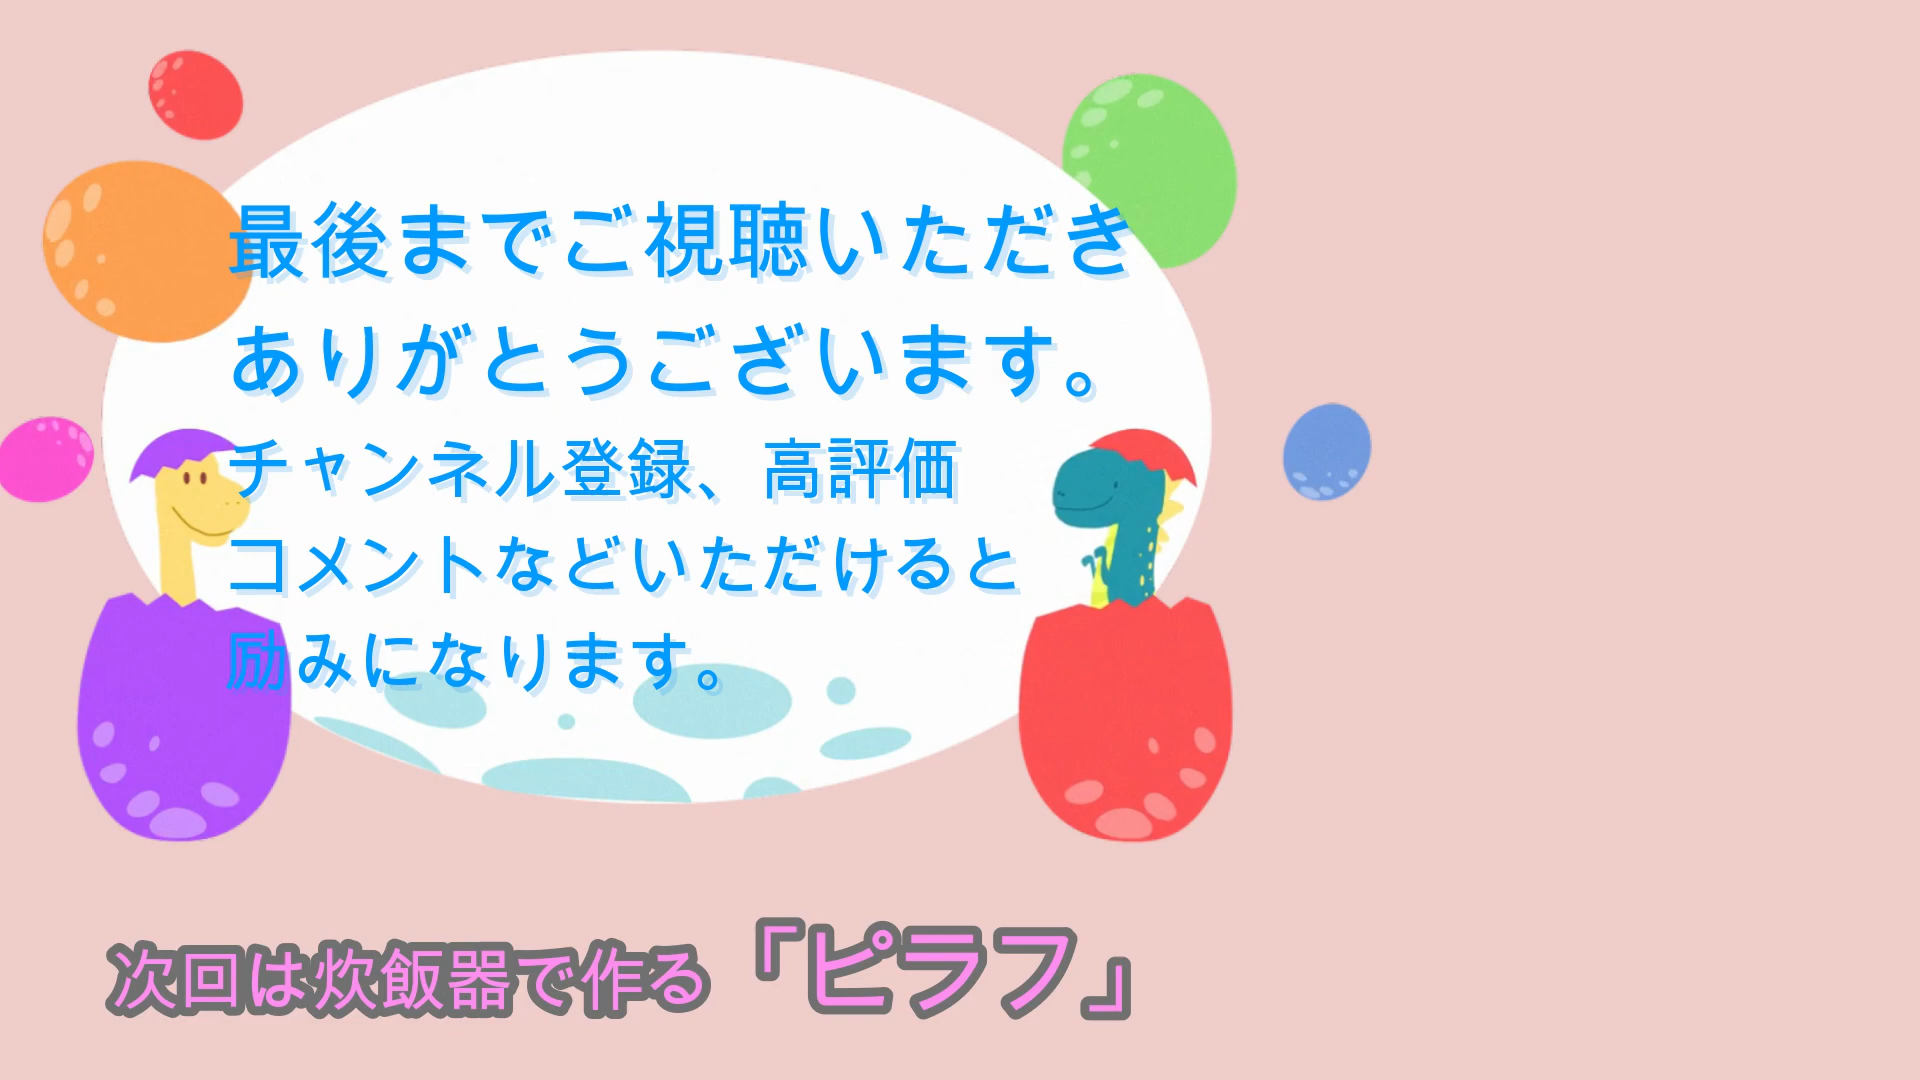 最後までご視聴いただき
ありがとうございます。
チャンネル登録、高評価
コメントなどいただけると
励みになります。
次回は炊飯器で作る「ピラフ」